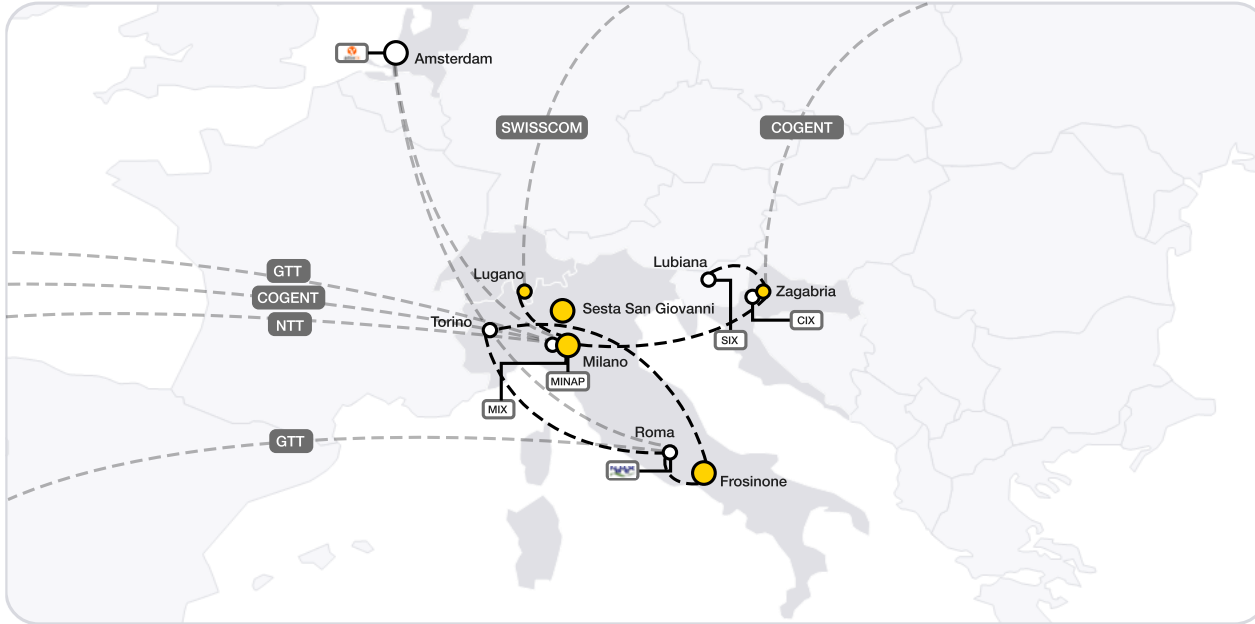 Amsterdam
SWISSCOM
COGENT
Lubiana
GTT
Lugano
Zagabria
COGENT
Sesta San Giovanni
NTT
Torino
CIX
SIX
Milano
MINAP
MIX
Roma
GTT
Frosinone